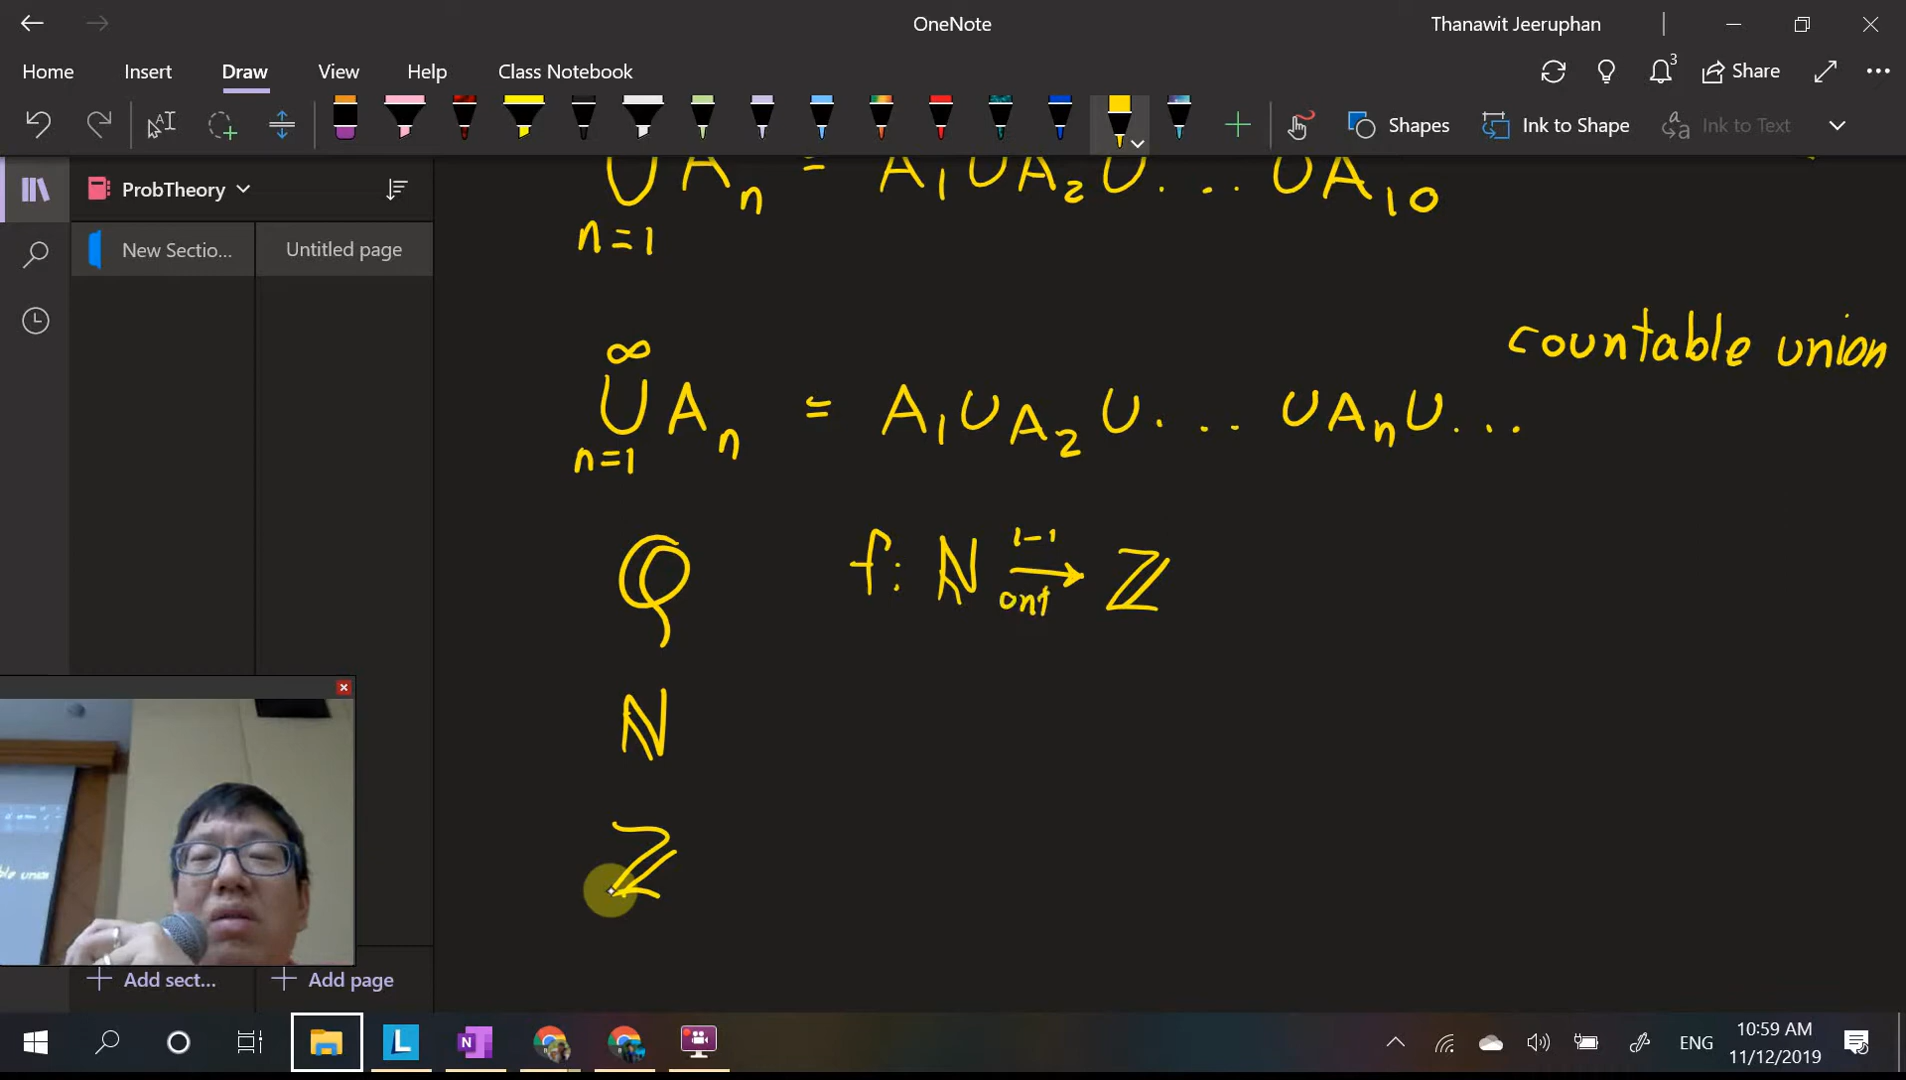 OneNote
Thanawit Jeeruphan
Home Insert Draw View Help Class Notebook
3
Share
Shapes
Ink to Shape
Ink to Text
ProbTheory
New Sectio...
Untitled page
∪ Aₙ = A₁∪A₂∪... ∪A₁₀
n=1
countable union
∞
∪ Aₙ = A₁∪A₂∪... ∪Aₙ∪...
n=1
1-1
ℚ f: ℕ → ℤ
ont
ℕ
ℤ
Add sect...
Add page
ENG
10:59 AM
11/12/2019